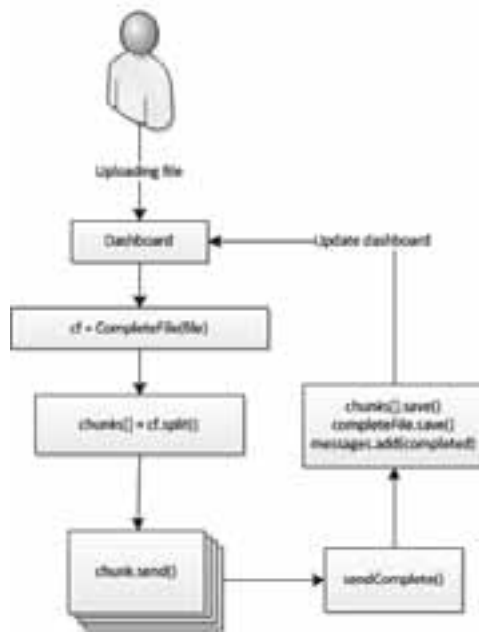 Uploading file
Dashboard
Update dashboard
cf = CompleteFile(file)
chunks[] = cf.split()
chunks[].save()
completeFile.save()
messages.add(completed)
chunk.send()
sendComplete()